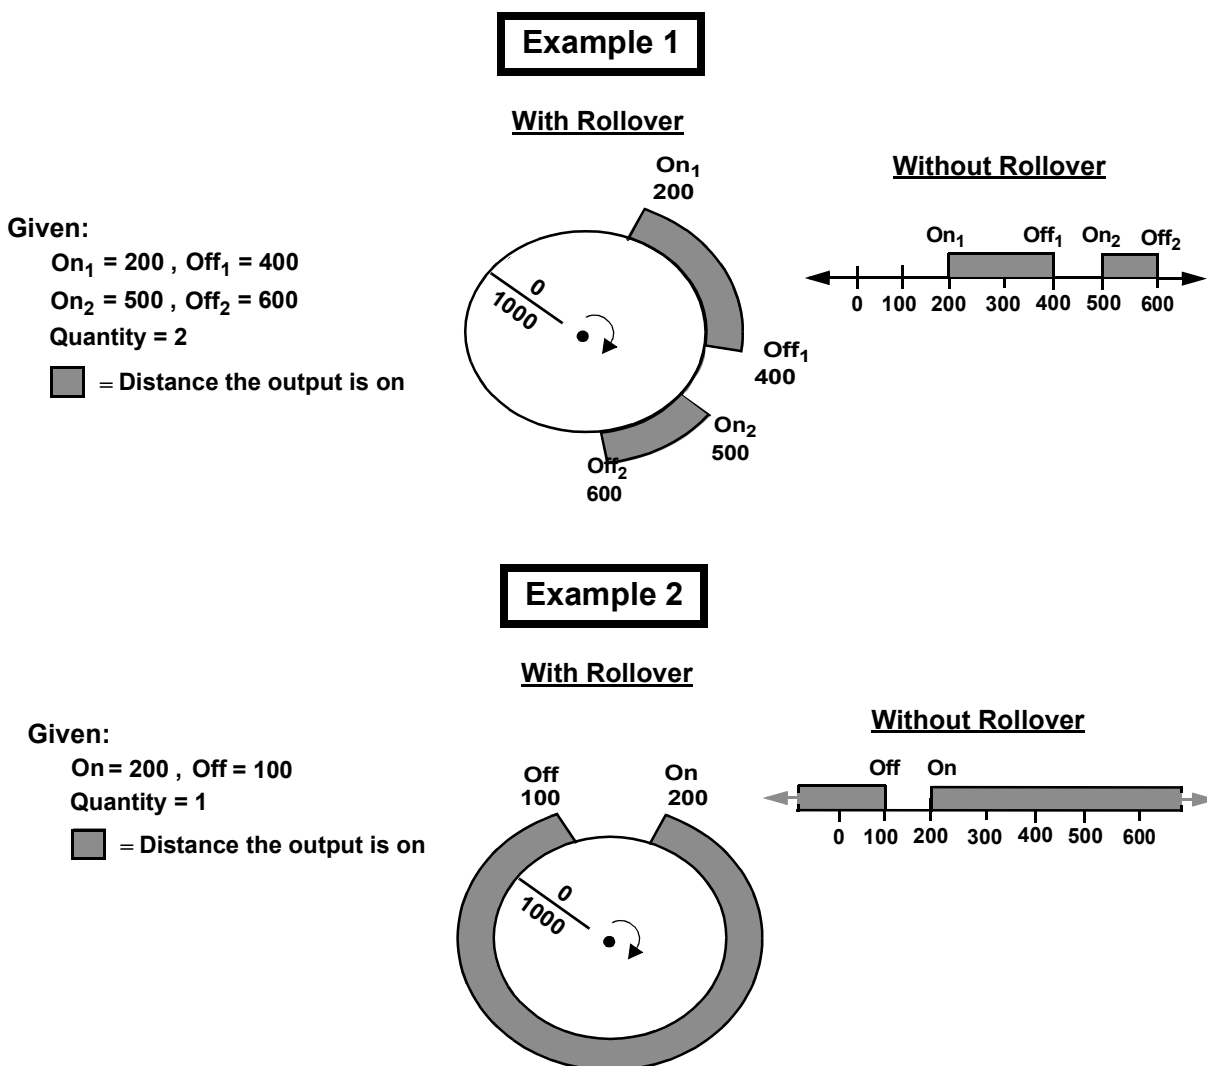 Example 1
With Rollover
Without Rollover
Given:
On1 = 200 , Off1 = 400
On2 = 500 , Off2 = 600
Quantity = 2
= Distance the output is on
On1
200
0
1000
Off1
400
On2
500
Off2
600
On1 Off1 On2 Off2
0 100 200 300 400 500 600
Example 2
With Rollover
Without Rollover
Given:
On = 200 , Off = 100
Quantity = 1
= Distance the output is on
Off
100
On
200
0
1000
Off On
0 100 200 300 400 500 600